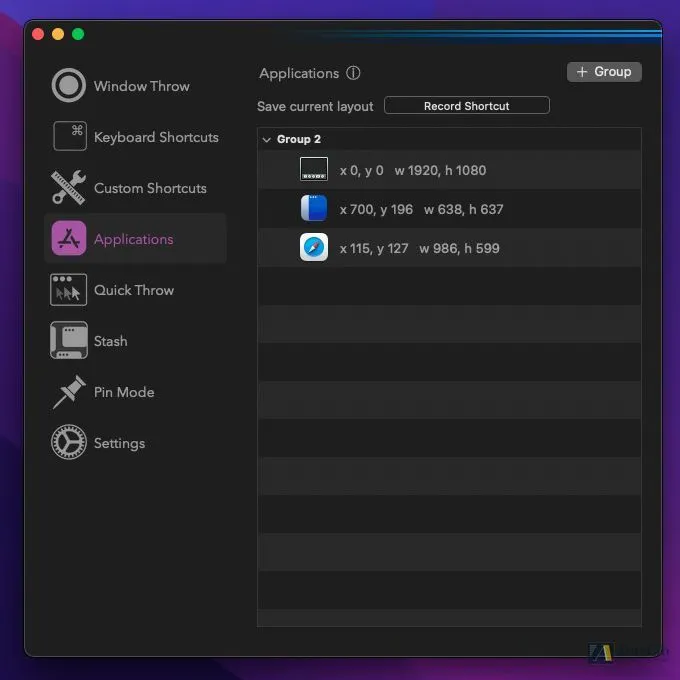 Window Throw
Keyboard Shortcuts
Custom Shortcuts
Applications
Quick Throw
Stash
Pin Mode
Settings
Applications ⓘ
+ Group
Save current layout
Record Shortcut
Group 2
x 0, y 0 w 1920, h 1080
x 700, y 196 w 638, h 637
x 115, y 127 w 986, h 599